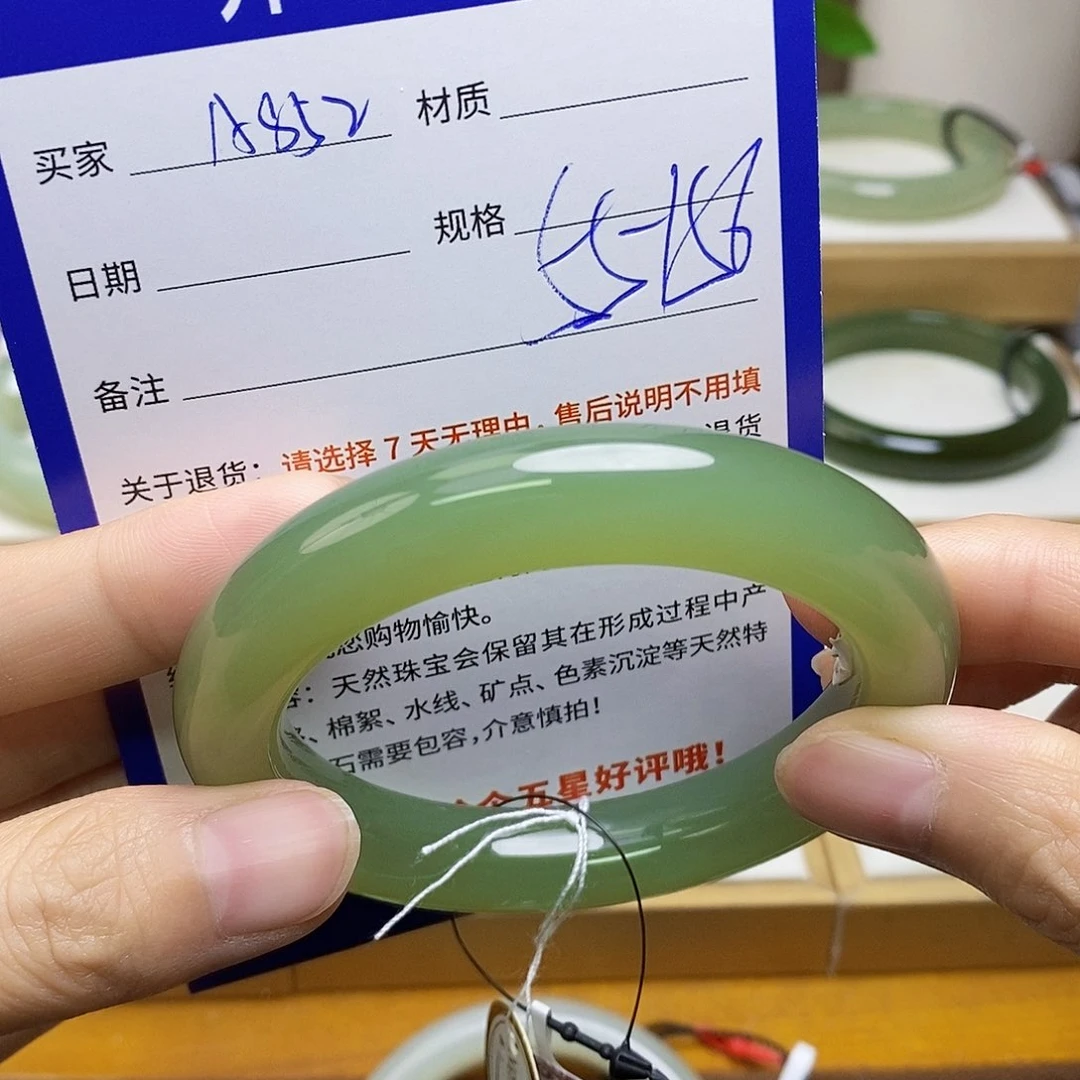 买家 A852 材质
日期 规格 55-156
备注
关于退货：请选择7天无理由，售后说明不用填
退货
您购物愉快。
容：天然珠宝会保留其在形成过程中产
、棉絮、水线、矿点、色素沉淀等天然特
石需要包容，介意慎拍！
个五星好评哦！